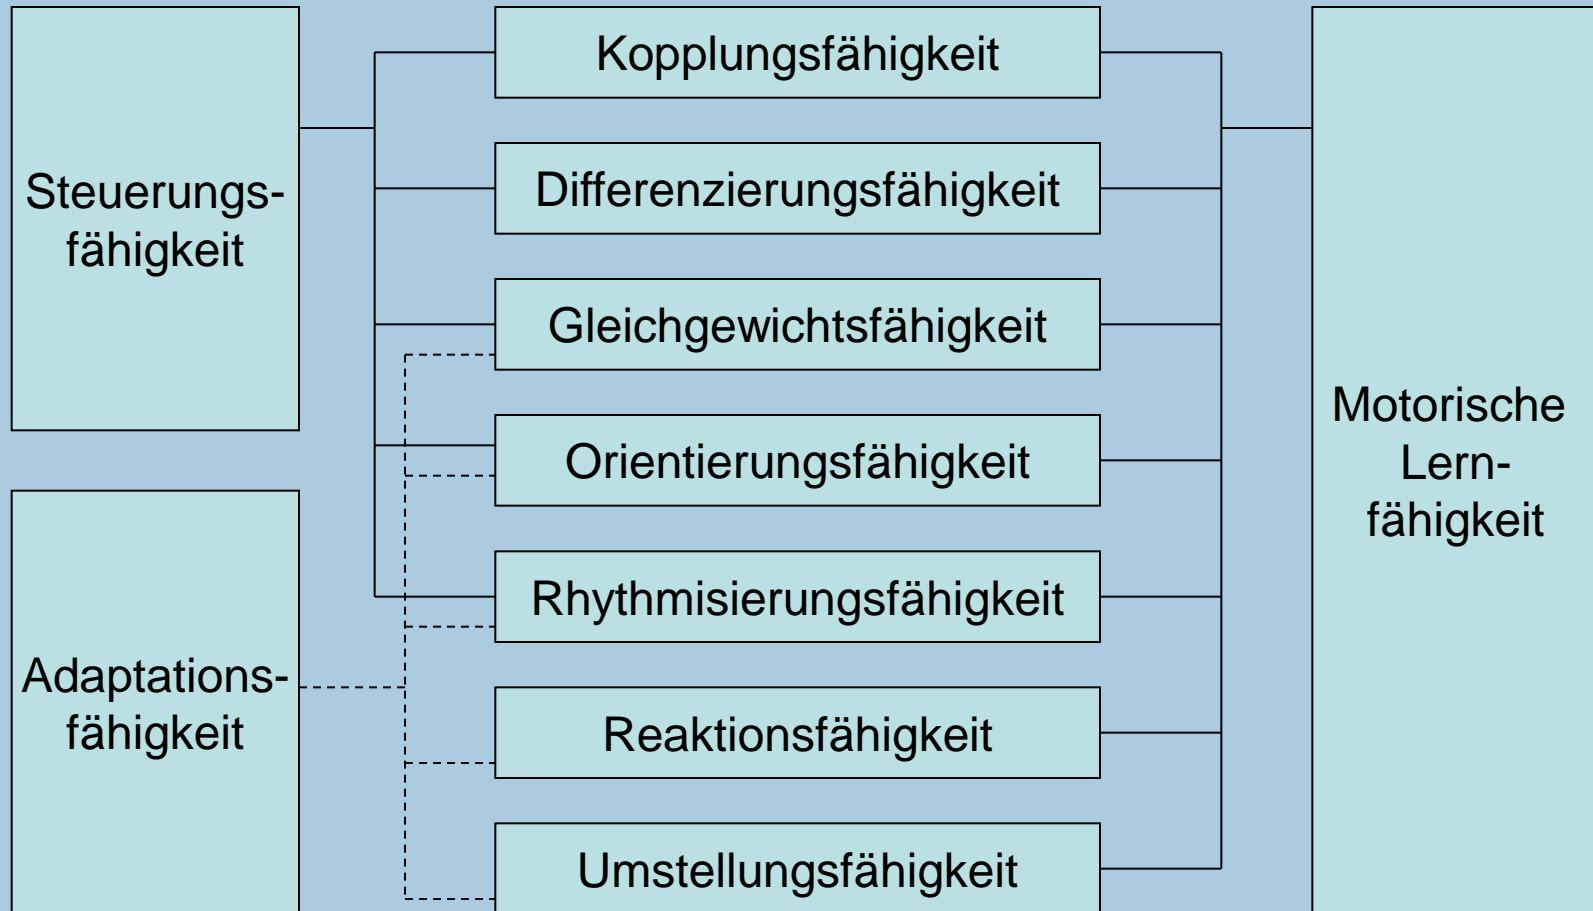 Steuerungs-
fähigkeit
Adaptations-
fähigkeit
Kopplungsfähigkeit
Differenzierungsfähigkeit
Gleichgewichtsfähigkeit
Orientierungsfähigkeit
Rhythmisierungsfähigkeit
Reaktionsfähigkeit
Umstellungsfähigkeit
Motorische
Lern-
fähigkeit